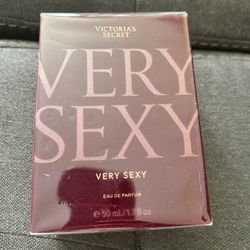 VICTORIA'S
SECRET
VERY
SEXY
VERY SEXY
EAU DE PARFUM
℮ 50 mL/1.7 fl oz